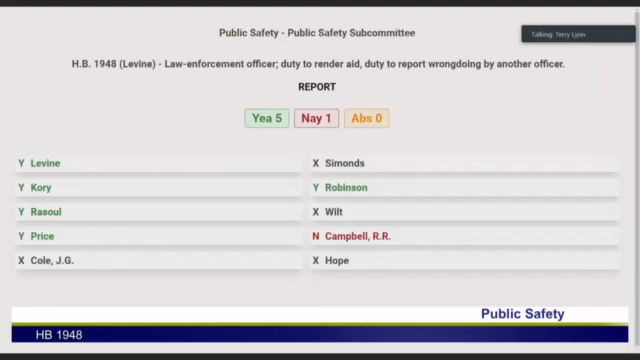 Public Safety - Public Safety Subcommittee
Talking: Terry Lynn
H.B. 1948 (Levine) - Law-enforcement officer; duty to render aid, duty to report wrongdoing by another officer.
REPORT
Yea 5 Nay 1 Abs 0
Y Levine X Simonds
Y Kory Y Robinson
Y Rasoul X Wilt
Y Price N Campbell, R.R.
X Cole, J.G. X Hope
Public Safety
HB 1948